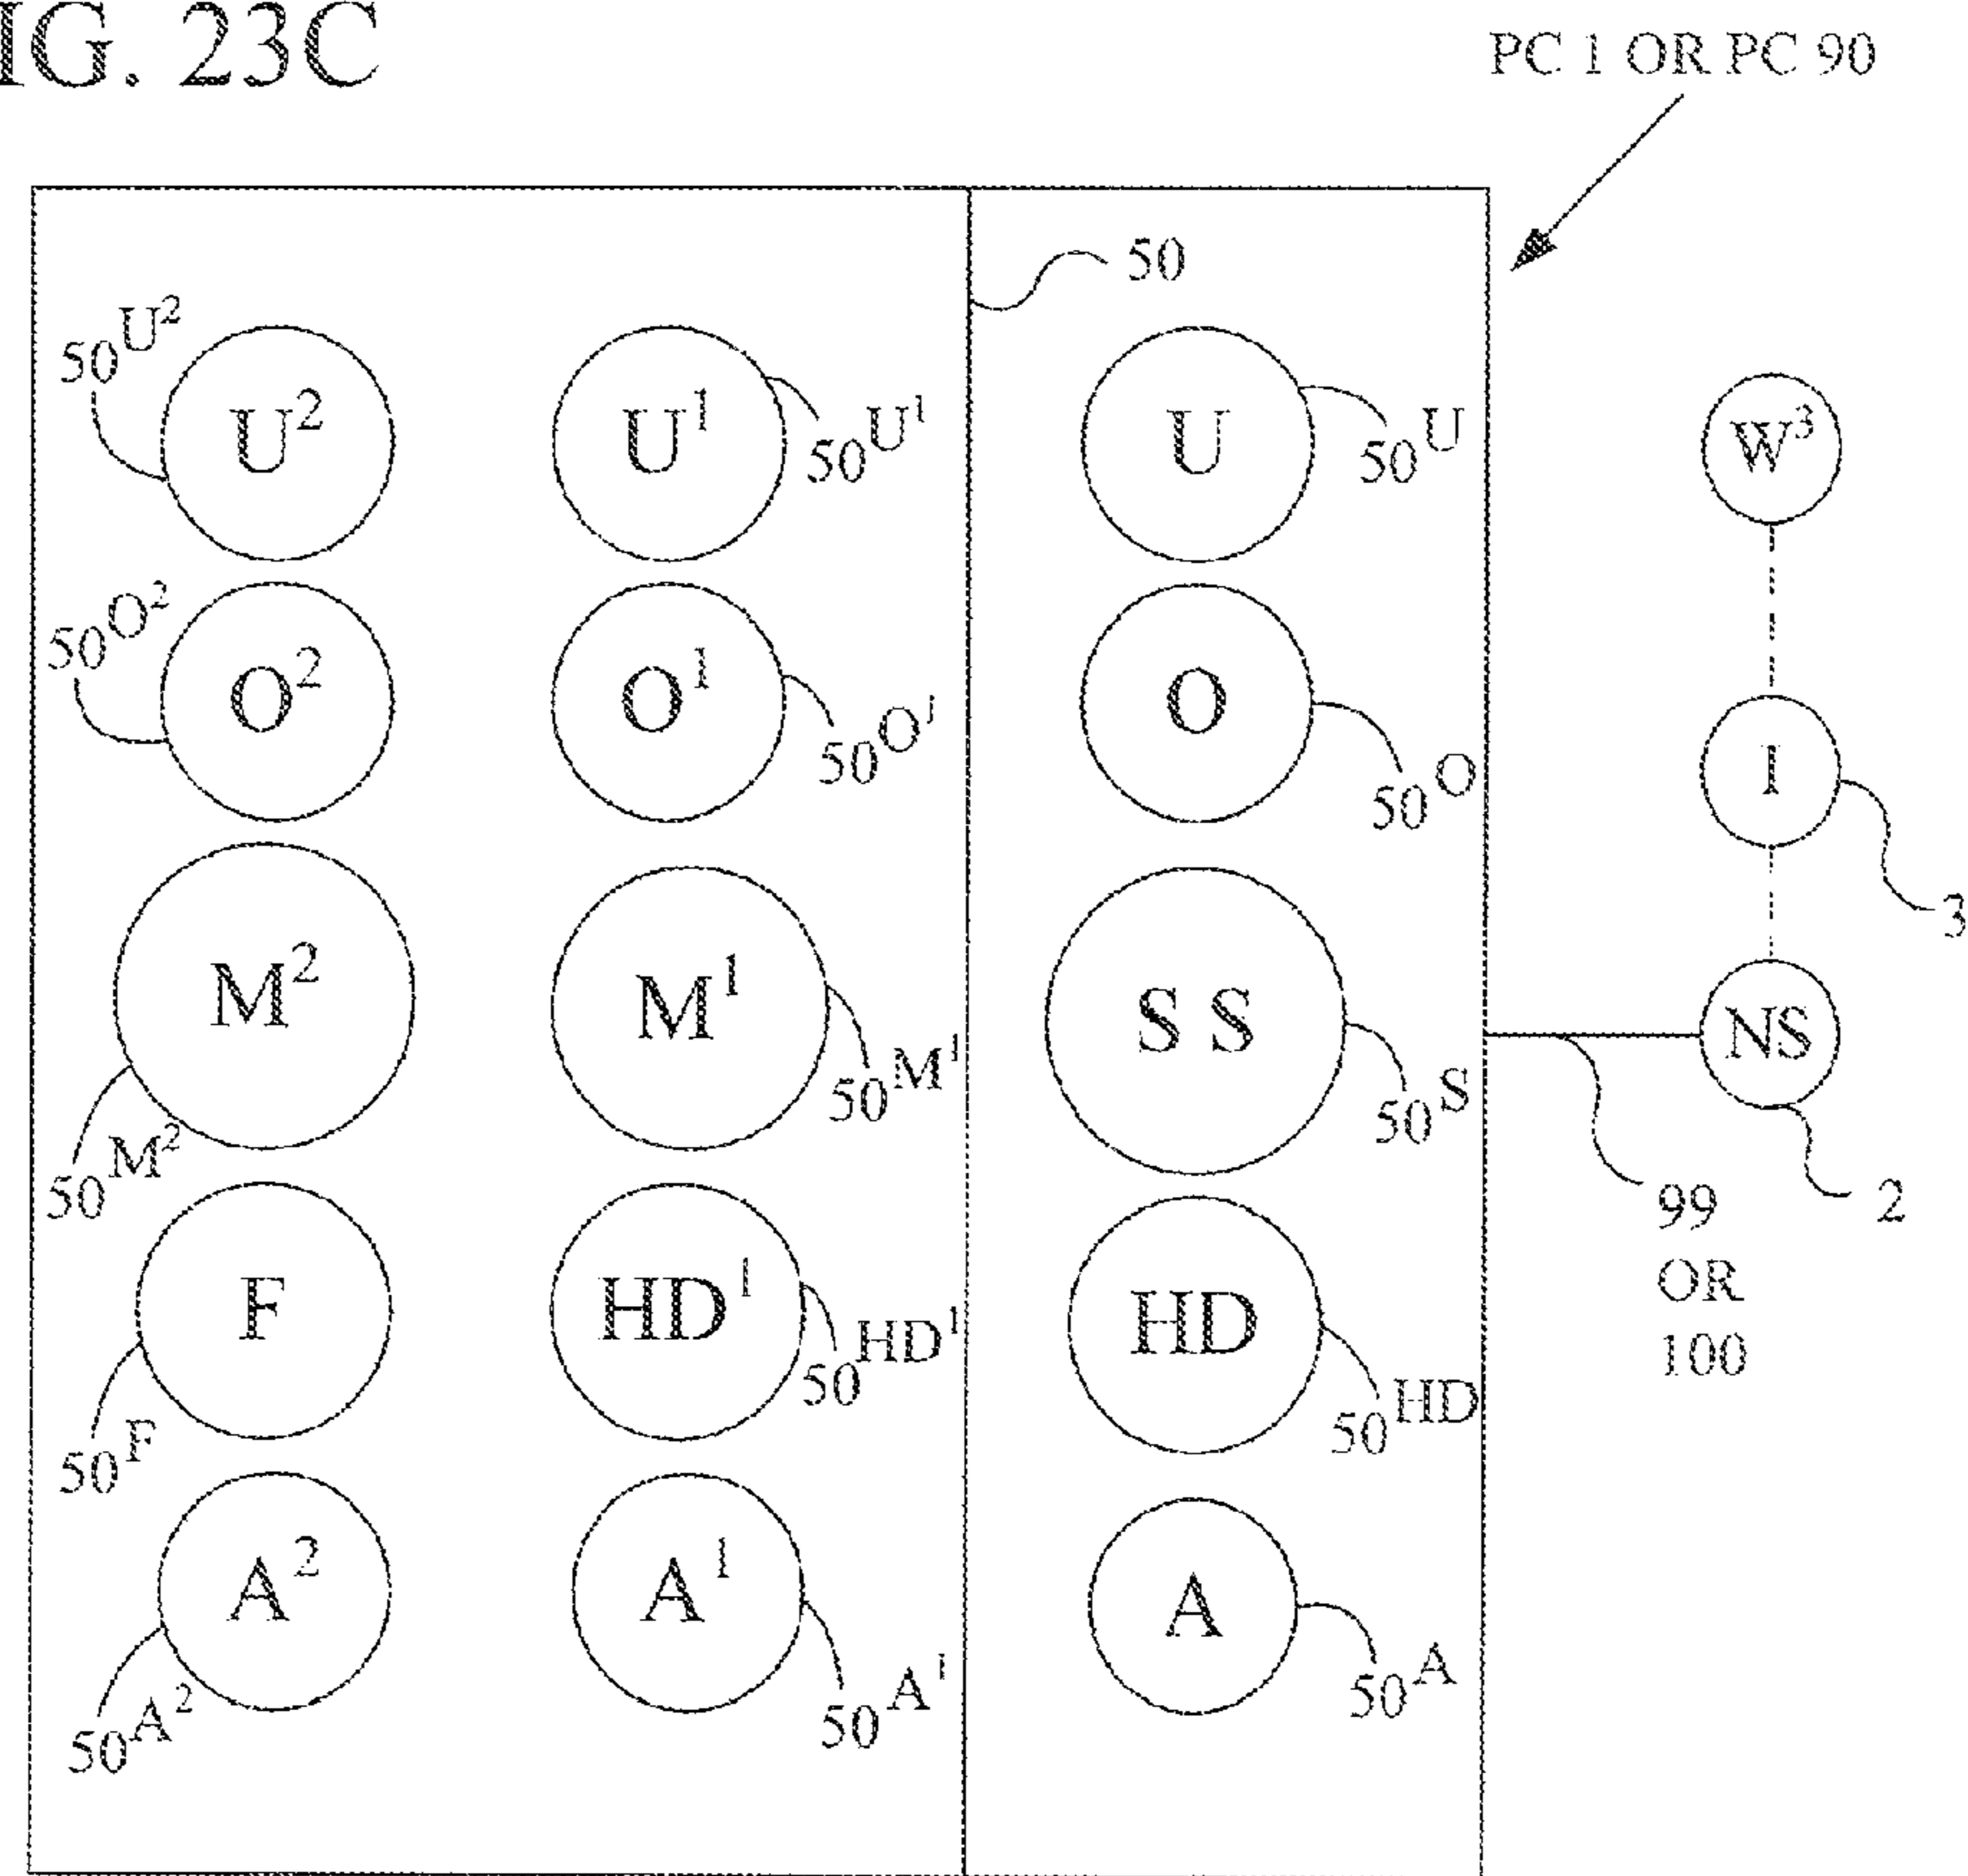 IG. 23C
PC 1 OR PC 90
50
50U²
U²
U¹
50U¹
U
50U
W³
50O²
O²
O¹
50O¹
O
50O
I
3
M²
50M²
M¹
50M¹
S S
50S
NS
2
99
OR
100
F
50F
HD¹
50HD¹
HD
50HD
A²
50A²
A¹
50A¹
A
50A